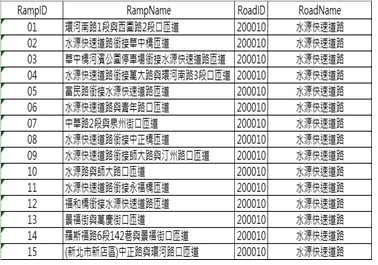 RampID RampName RoadID RoadName
01 環河南路1段與西園路2段口匝道 200010 水源快速道路
02 水源快速道路銜接華中橋匝道 200010 水源快速道路
03 華中橋河濱公園停車場銜接水源快速道路匝道 200010 水源快速道路
04 水源快速道路銜接萬大路與環河南路3段口匝道 200010 水源快速道路
05 富民路銜接水源快速道路匝道 200010 水源快速道路
06 水源快速道路與青年路口匝道 200010 水源快速道路
07 中華路2段與泉州街口匝道 200010 水源快速道路
08 水源快速道路銜接中正橋匝道 200010 水源快速道路
09 水源快速道路銜接師大路與汀州路口匝道 200010 水源快速道路
10 水源路與師大路口匝道 200010 水源快速道路
11 水源快速道路銜接永福橋匝道 200010 水源快速道路
12 福和橋銜接水源快速道路匝道 200010 水源快速道路
13 景福街與萬慶街口匝道 200010 水源快速道路
14 羅斯福路6段142巷與景福街口匝道 200010 水源快速道路
15 (新北市新店區)中正路與環河路口匝道 200010 水源快速道路